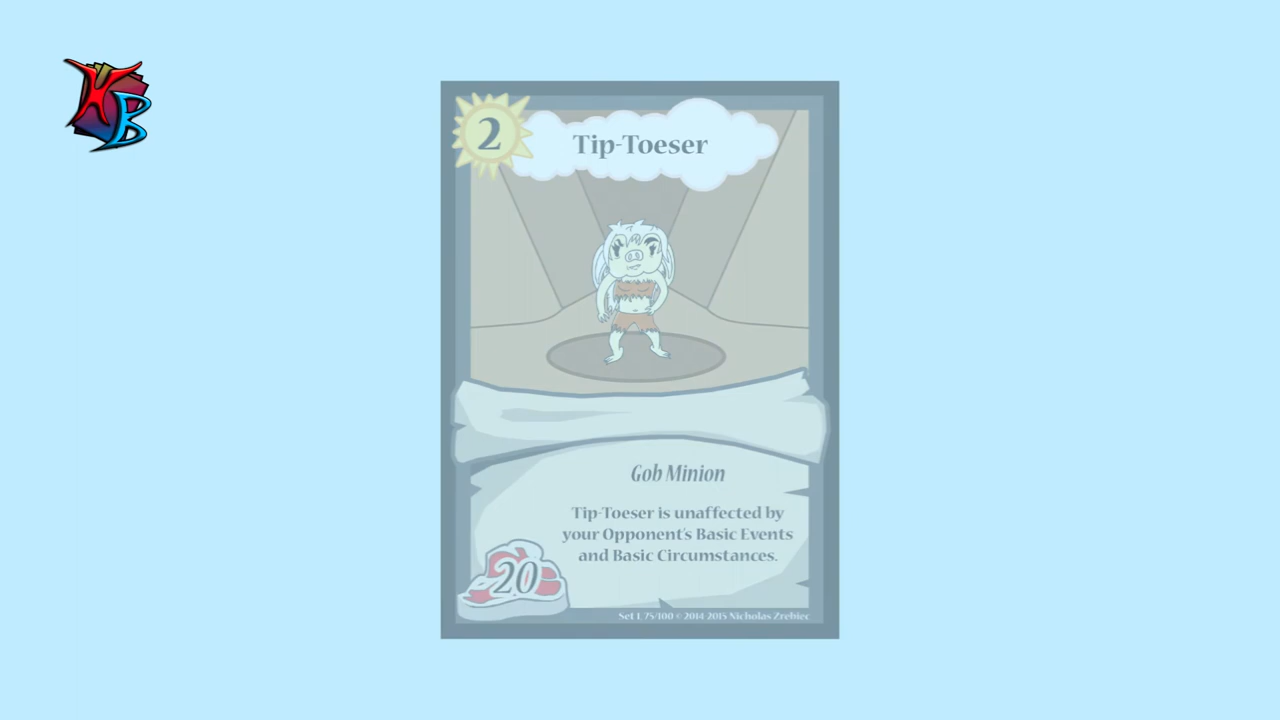 KB
2
Tip-Toeser
Gob Minion
Tip-Toeser is unaffected by
your Opponent's Basic Events
and Basic Circumstances.
20
Set 1, 75/100 © 2014-2015 Nicholas Zrebiec